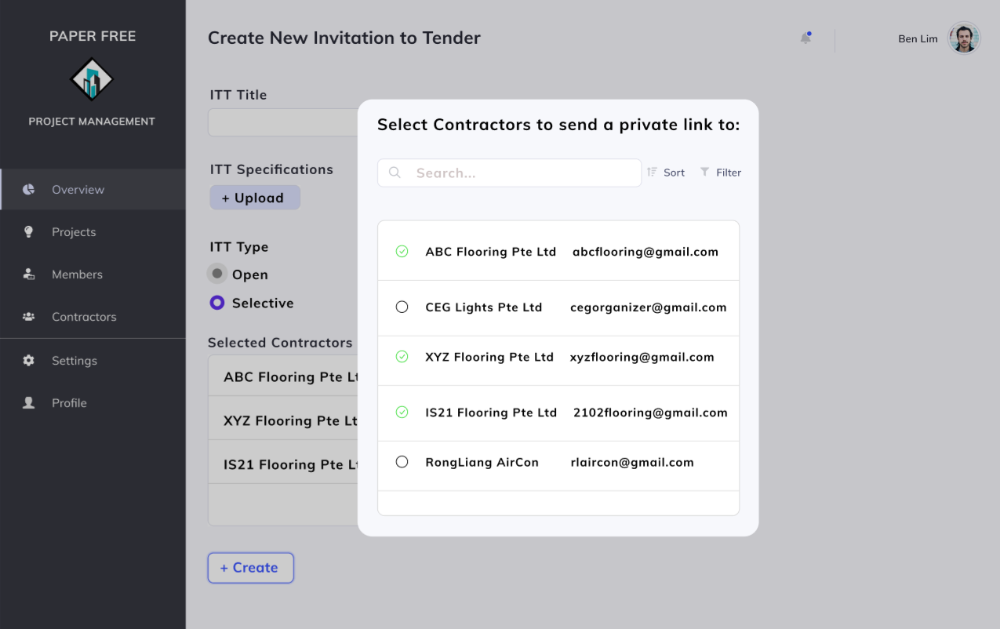 PAPER FREE
PROJECT MANAGEMENT
Overview
Projects
Members
Contractors
Settings
Profile
Create New Invitation to Tender
Ben Lim
ITT Title
ITT Specifications
+ Upload
ITT Type
Open
Selective
Selected Contractors
ABC Flooring Pte Lt
XYZ Flooring Pte Lt
IS21 Flooring Pte Lt
+ Create
Select Contractors to send a private link to:
Search... Sort Filter
ABC Flooring Pte Ltd abcflooring@gmail.com
CEG Lights Pte Ltd cegorganizer@gmail.com
XYZ Flooring Pte Ltd xyzflooring@gmail.com
IS21 Flooring Pte Ltd 2102flooring@gmail.com
RongLiang AirCon rlaircon@gmail.com